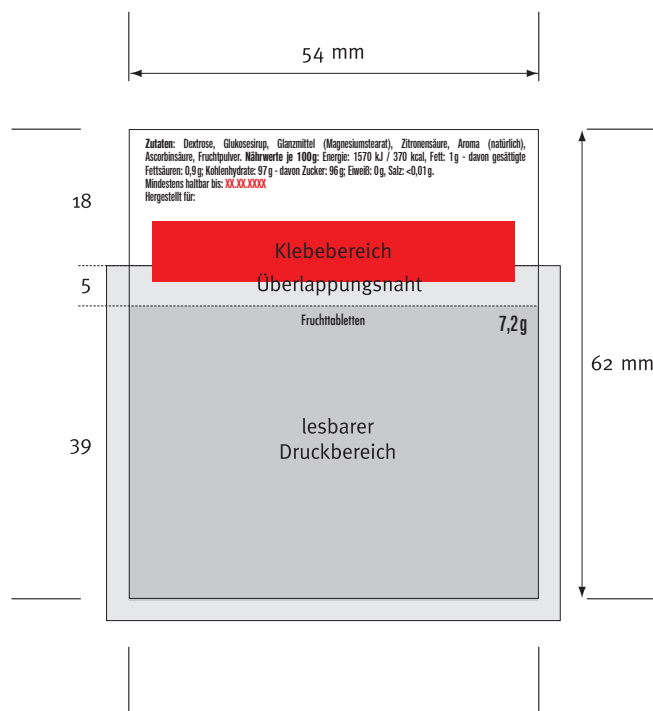 54 mm
Zutaten: Dextrose, Glukosesirup, Glanzmittel (Magnesiumstearat), Zitronensäure, Aroma (natürlich),
Ascorbinsäure, Fruchtpulver. Nährwerte je 100g: Energie: 1570 kJ / 370 kcal, Fett: 1g - davon gesättigte
Fettsäuren: 0,9g; Kohlenhydrate: 97g - davon Zucker: 96g; Eiweiß: 0g, Salz: <0,01g.
Mindestens haltbar bis: XX.XX.XXXX
Hergestellt für:
18
Klebebereich
5
Überlappungsnaht
Fruchttabletten
7,2g
62 mm
39
lesbarer
Druckbereich